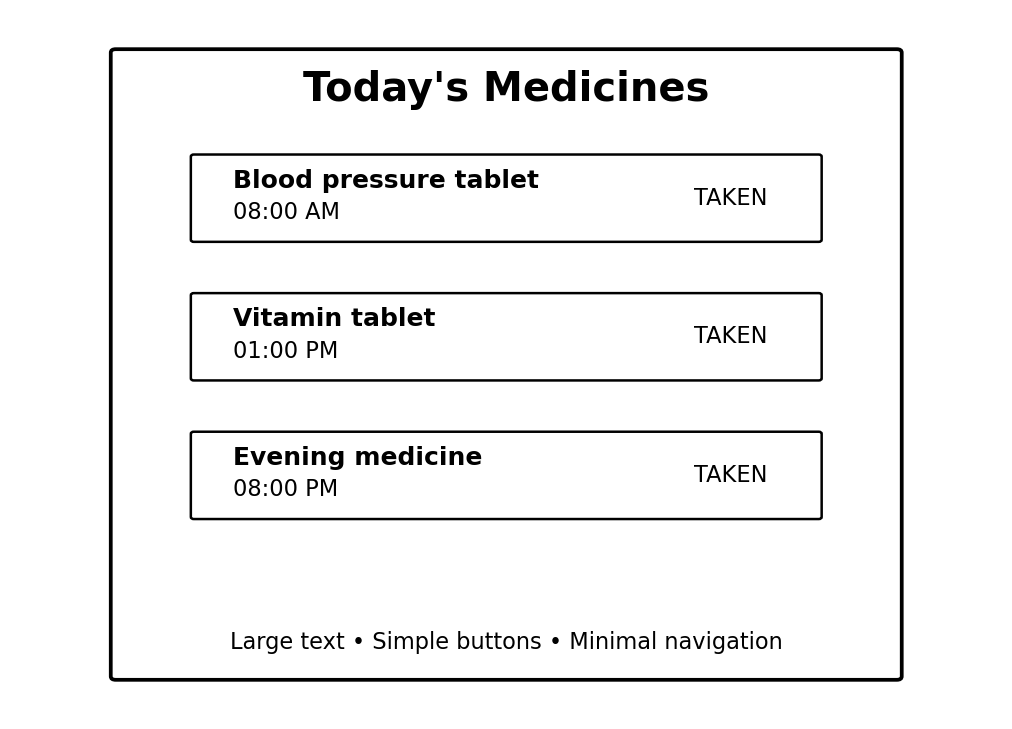 Today's Medicines
Blood pressure tablet
08:00 AM
TAKEN
Vitamin tablet
01:00 PM
TAKEN
Evening medicine
08:00 PM
TAKEN
Large text • Simple buttons • Minimal navigation